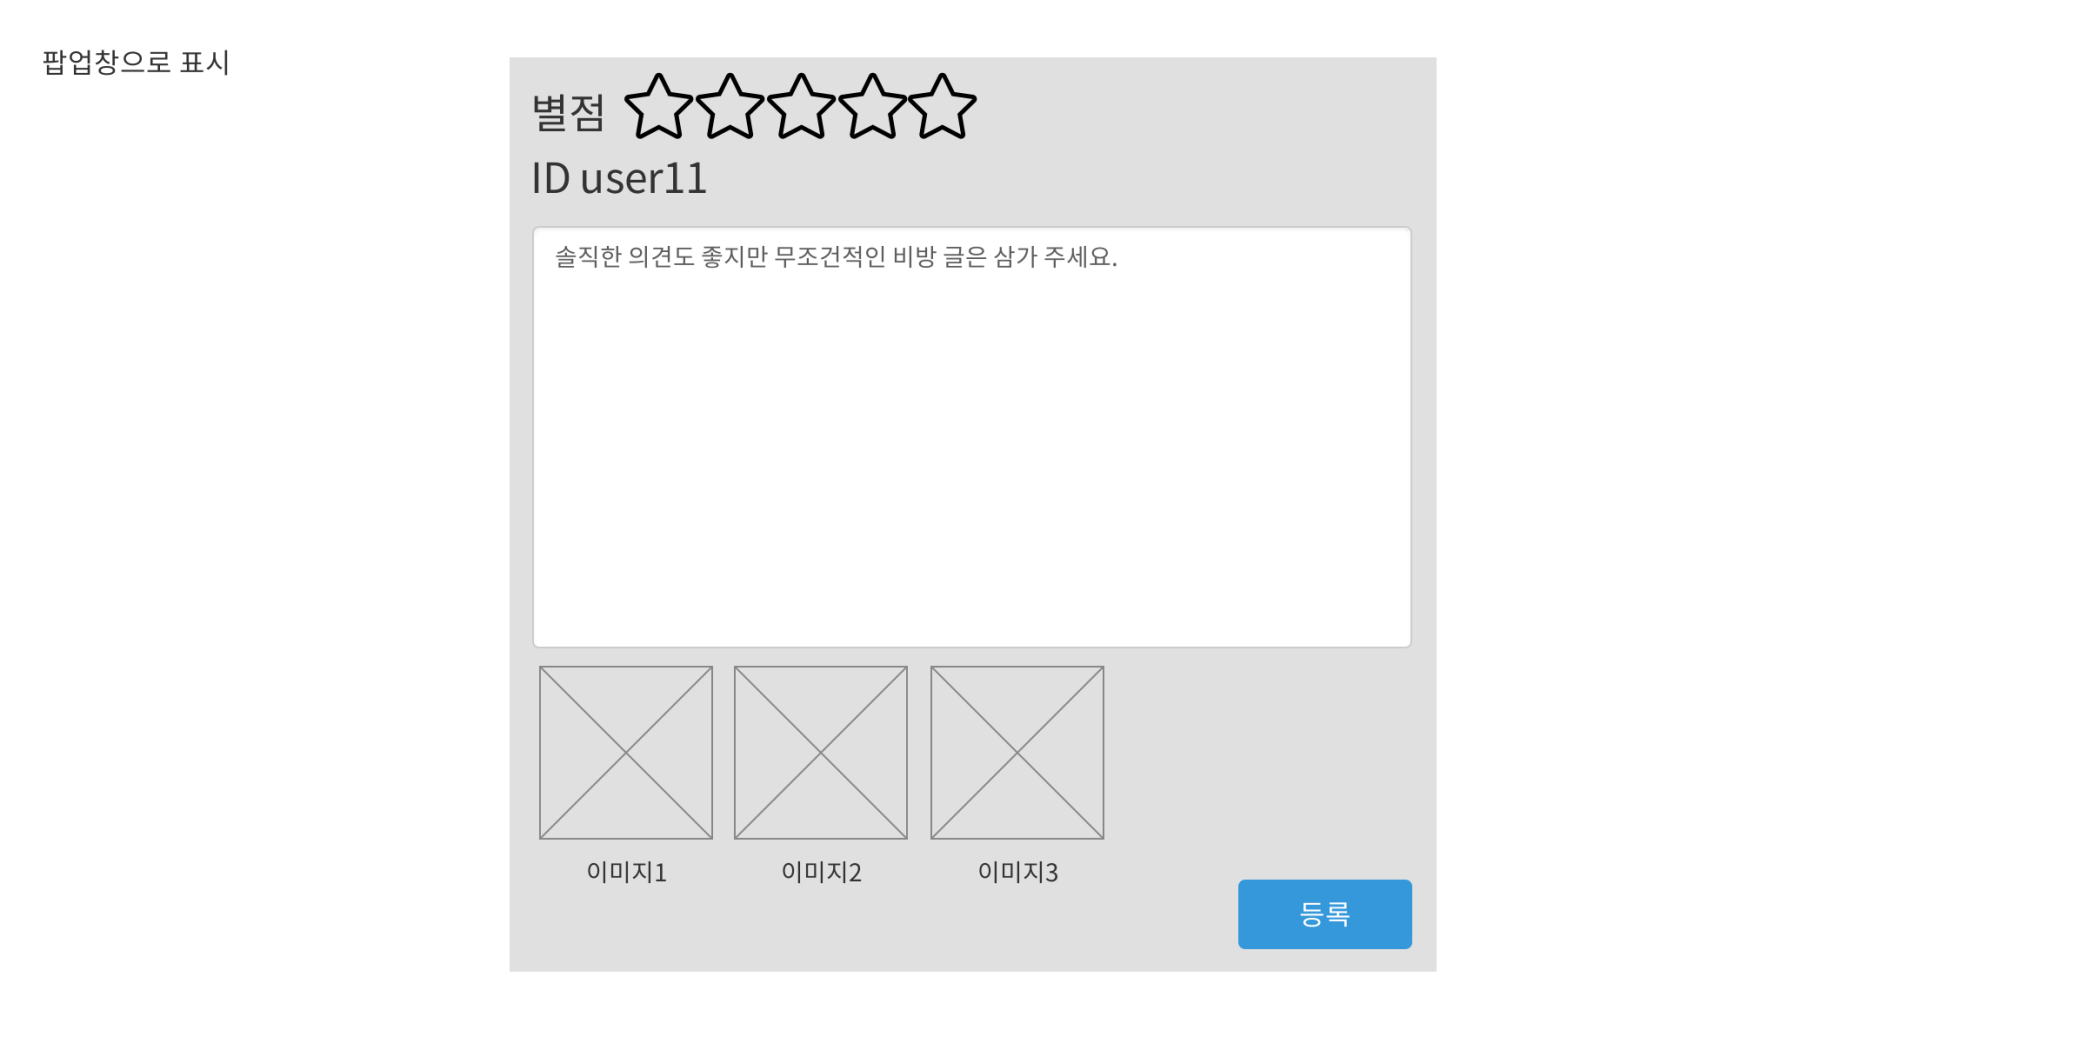 팝업창으로 표시
별점
ID user11
솔직한 의견도 좋지만 무조건적인 비방 글은 삼가 주세요.
이미지1 이미지2 이미지3
등록